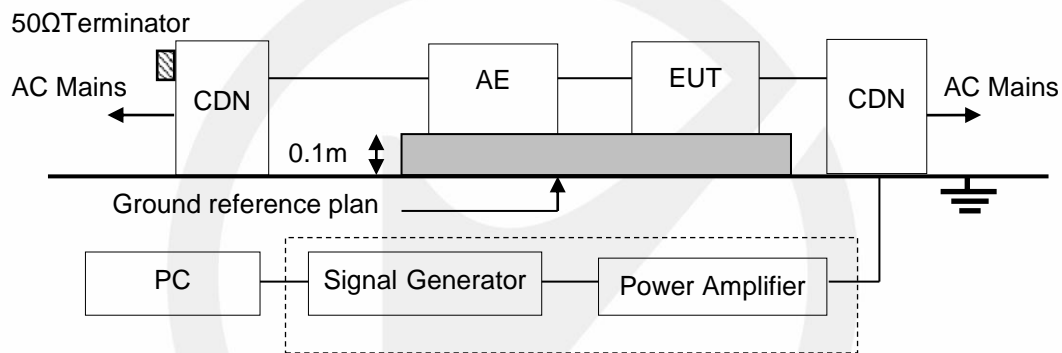 50ΩTerminator
AC Mains
CDN
AE
EUT
CDN
AC Mains
0.1m
Ground reference plan
PC
Signal Generator
Power Amplifier